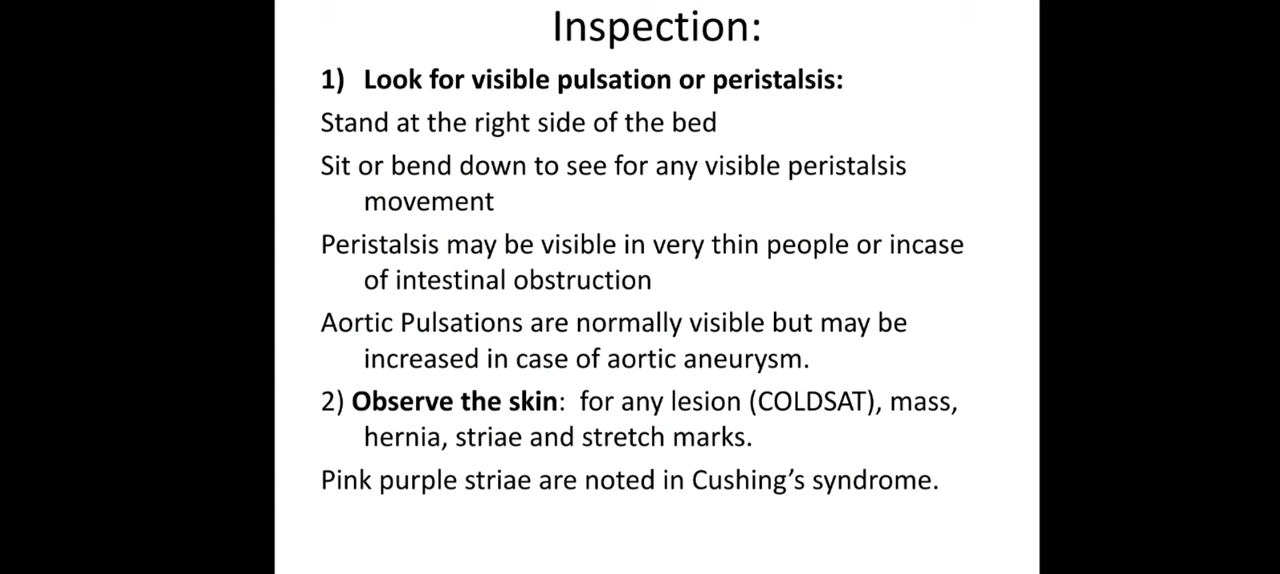 Inspection:
1) Look for visible pulsation or peristalsis:
Stand at the right side of the bed
Sit or bend down to see for any visible peristalsis
movement
Peristalsis may be visible in very thin people or incase
of intestinal obstruction
Aortic Pulsations are normally visible but may be
increased in case of aortic aneurysm.
2) Observe the skin: for any lesion (COLDSAT), mass,
hernia, striae and stretch marks.
Pink purple striae are noted in Cushing’s syndrome.